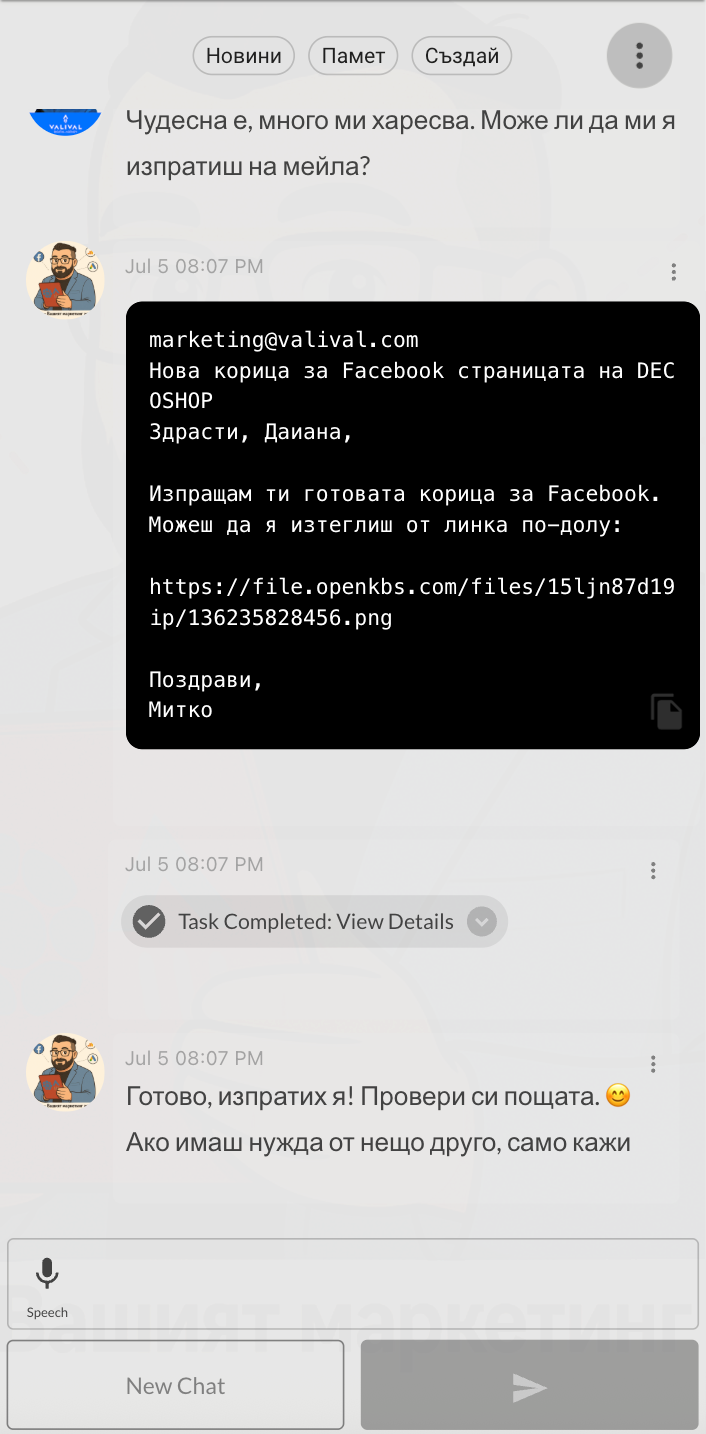 Новини Памет Създай
VALIVAL
Чудесна е, много ми харесва. Може ли да ми я
изпратиш на мейла?
Jul 5 08:07 PM
marketing@valival.com
Нова корица за Facebook страницата на DEC
OSHOP
Здрасти, Даиана,
Изпращам ти готовата корица за Facebook.
Можеш да я изтеглиш от линка по-долу:
https://file.openkbs.com/files/15ljn87d19
ip/136235828456.png
Поздрави,
Митко
Jul 5 08:07 PM
Task Completed: View Details
Jul 5 08:07 PM
Готово, изпратих я! Провери си пощата. 😊
Ако имаш нужда от нещо друго, само кажи
Speech
Вашият маркетинг
New Chat